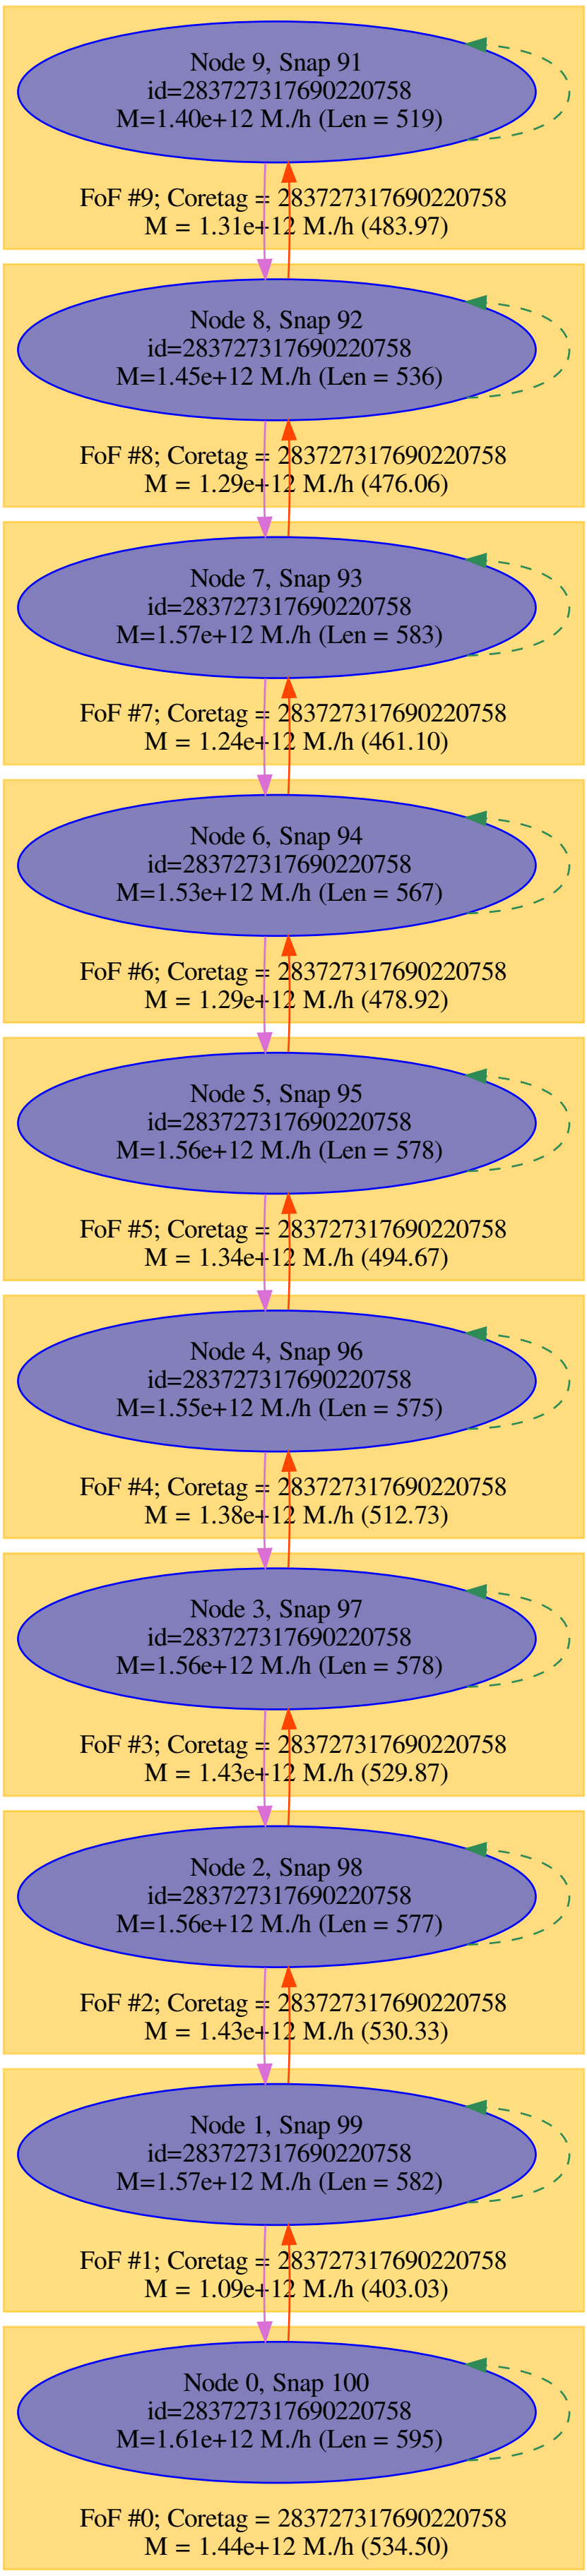 Node 9, Snap 91
id=283727317690220758
M=1.40e+12 M./h (Len = 519)
FoF #9; Coretag = 283727317690220758
M = 1.31e+12 M./h (483.97)
Node 8, Snap 92
id=283727317690220758
M=1.45e+12 M./h (Len = 536)
FoF #8; Coretag = 283727317690220758
M = 1.29e+12 M./h (476.06)
Node 7, Snap 93
id=283727317690220758
M=1.57e+12 M./h (Len = 583)
FoF #7; Coretag = 283727317690220758
M = 1.24e+12 M./h (461.10)
Node 6, Snap 94
id=283727317690220758
M=1.53e+12 M./h (Len = 567)
FoF #6; Coretag = 283727317690220758
M = 1.29e+12 M./h (478.92)
Node 5, Snap 95
id=283727317690220758
M=1.56e+12 M./h (Len = 578)
FoF #5; Coretag = 283727317690220758
M = 1.34e+12 M./h (494.67)
Node 4, Snap 96
id=283727317690220758
M=1.55e+12 M./h (Len = 575)
FoF #4; Coretag = 283727317690220758
M = 1.38e+12 M./h (512.73)
Node 3, Snap 97
id=283727317690220758
M=1.56e+12 M./h (Len = 578)
FoF #3; Coretag = 283727317690220758
M = 1.43e+12 M./h (529.87)
Node 2, Snap 98
id=283727317690220758
M=1.56e+12 M./h (Len = 577)
FoF #2; Coretag = 283727317690220758
M = 1.43e+12 M./h (530.33)
Node 1, Snap 99
id=283727317690220758
M=1.57e+12 M./h (Len = 582)
FoF #1; Coretag = 283727317690220758
M = 1.09e+12 M./h (403.03)
Node 0, Snap 100
id=283727317690220758
M=1.61e+12 M./h (Len = 595)
FoF #0; Coretag = 283727317690220758
M = 1.44e+12 M./h (534.50)